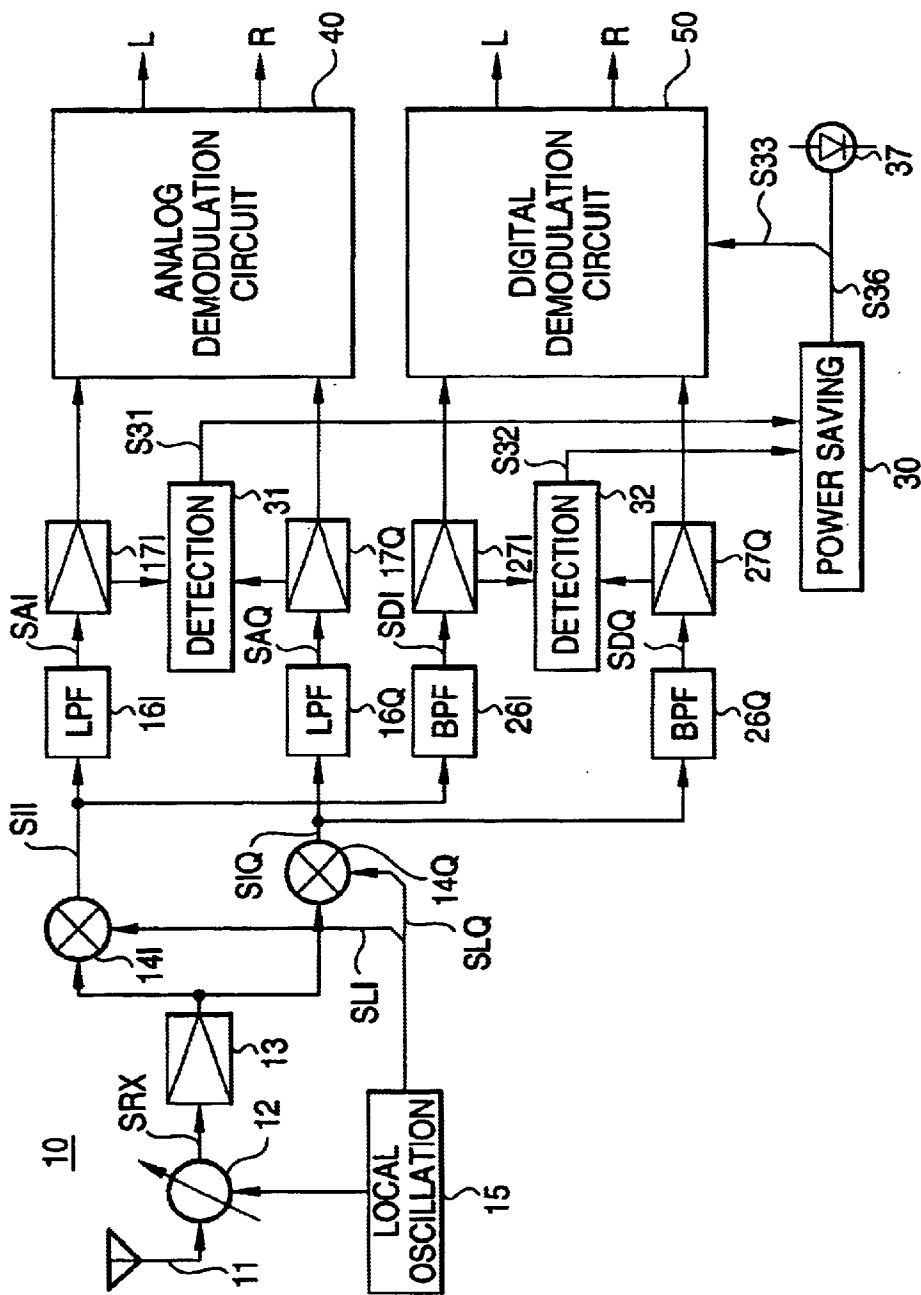 10
11
12
SRX
13
LOCAL
OSCILLATION
15
14I
SII
SLI
SLQ
SIQ
14Q
LPF
16I
SAI
17I
DETECTION
31
S31
SAQ
LPF
16Q
17Q
ANALOG
DEMODULATION
CIRCUIT
L
R
40
BPF
26I
SDI
27I
DETECTION
32
S32
SDQ
BPF
26Q
27Q
DIGITAL
DEMODULATION
CIRCUIT
L
R
50
POWER SAVING
30
S36
S33
37